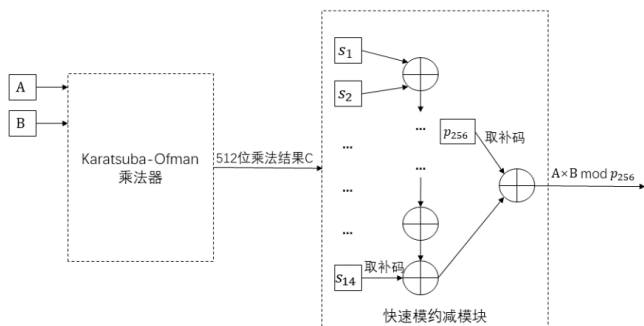 A
B
Karatsuba-Ofman
乘法器
512位乘法结果C
s₁
s₂
...
...
...
...
...
p₂₅₆
取补码
A×B mod p₂₅₆
s₁₄
取补码
快速模约减模块